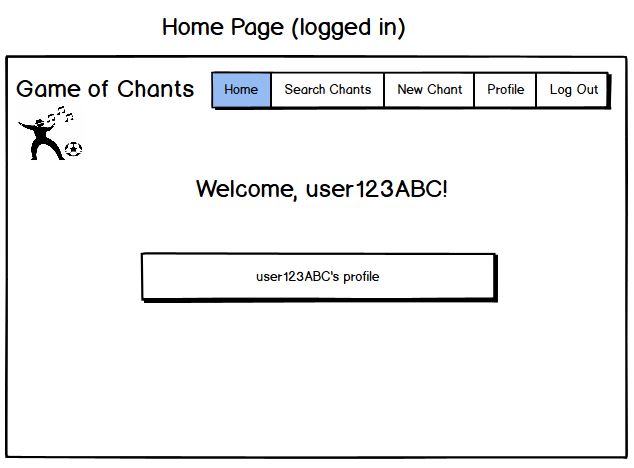 Home Page (logged in)
Game of Chants
Home Search Chants New Chant Profile Log Out
Welcome, user123ABC!
user123ABC's profile